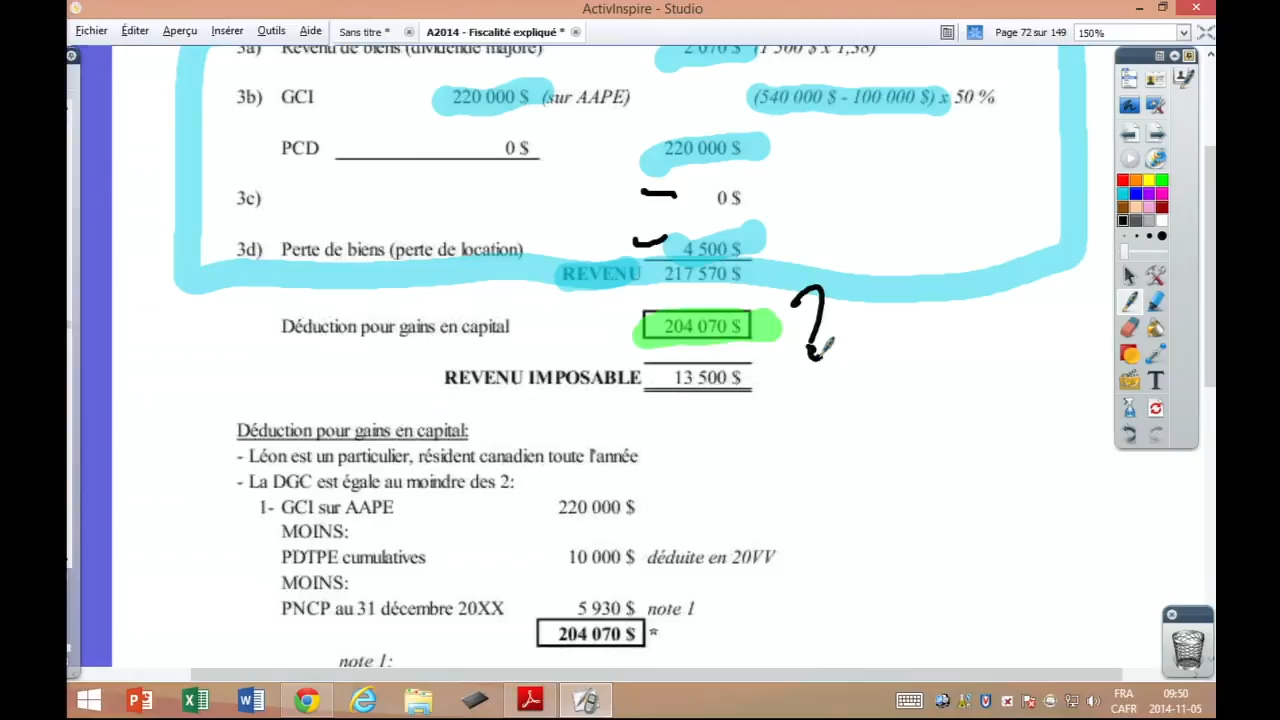 ActivInspire - Studio
Fichier Éditer Aperçu Insérer Outils Aide Sans titre * A2014 - Fiscalité expliqué * Page 72 sur 149 150%
3a) Revenu de biens (dividende majoré) 2 070 $ (1 500 $ x 1,38)
3b) GCI 220 000 $ (sur AAPE) (540 000 $ - 100 000 $) x 50 %
PCD 0 $ 220 000 $
3c) 0 $
3d) Perte de biens (perte de location) 4 500 $
REVENU 217 570 $
Déduction pour gains en capital 204 070 $ ?
REVENU IMPOSABLE 13 500 $
Déduction pour gains en capital:
- Léon est un particulier, résident canadien toute l'année
- La DGC est égale au moindre des 2:
1- GCI sur AAPE 220 000 $
MOINS:
PDTPE cumulatives 10 000 $ déduite en 20VV
MOINS:
PNCP au 31 décembre 20XX 5 930 $ note 1
204 070 $ *
note 1:
FRA 09:50
CAFR 2014-11-05